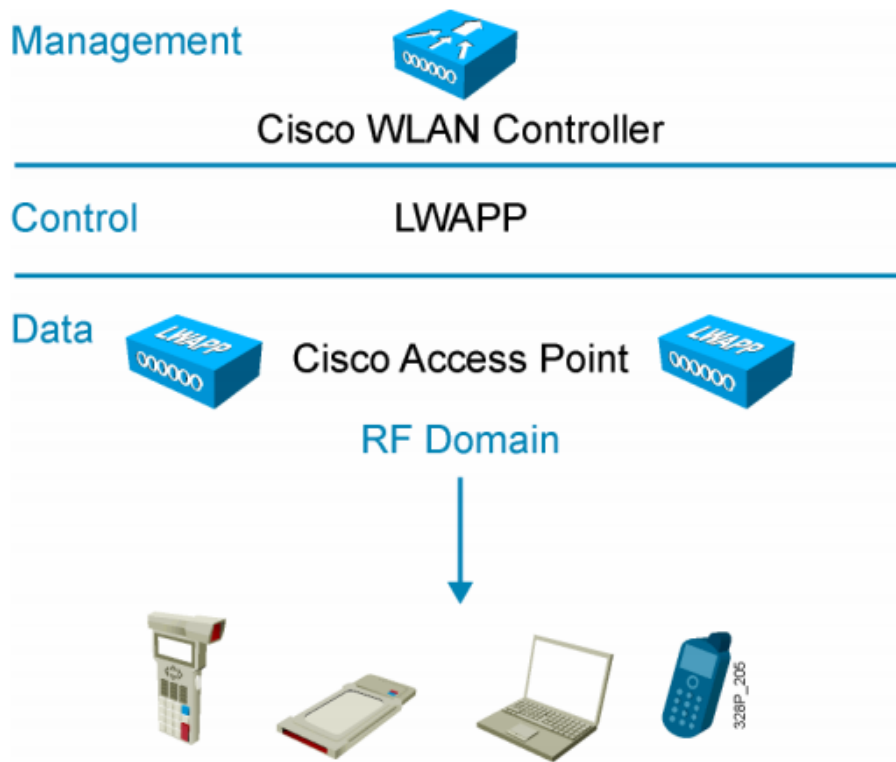 Management
Cisco WLAN Controller
Control
LWAPP
Data
LWAPP
Cisco Access Point
LWAPP
RF Domain
328P_205